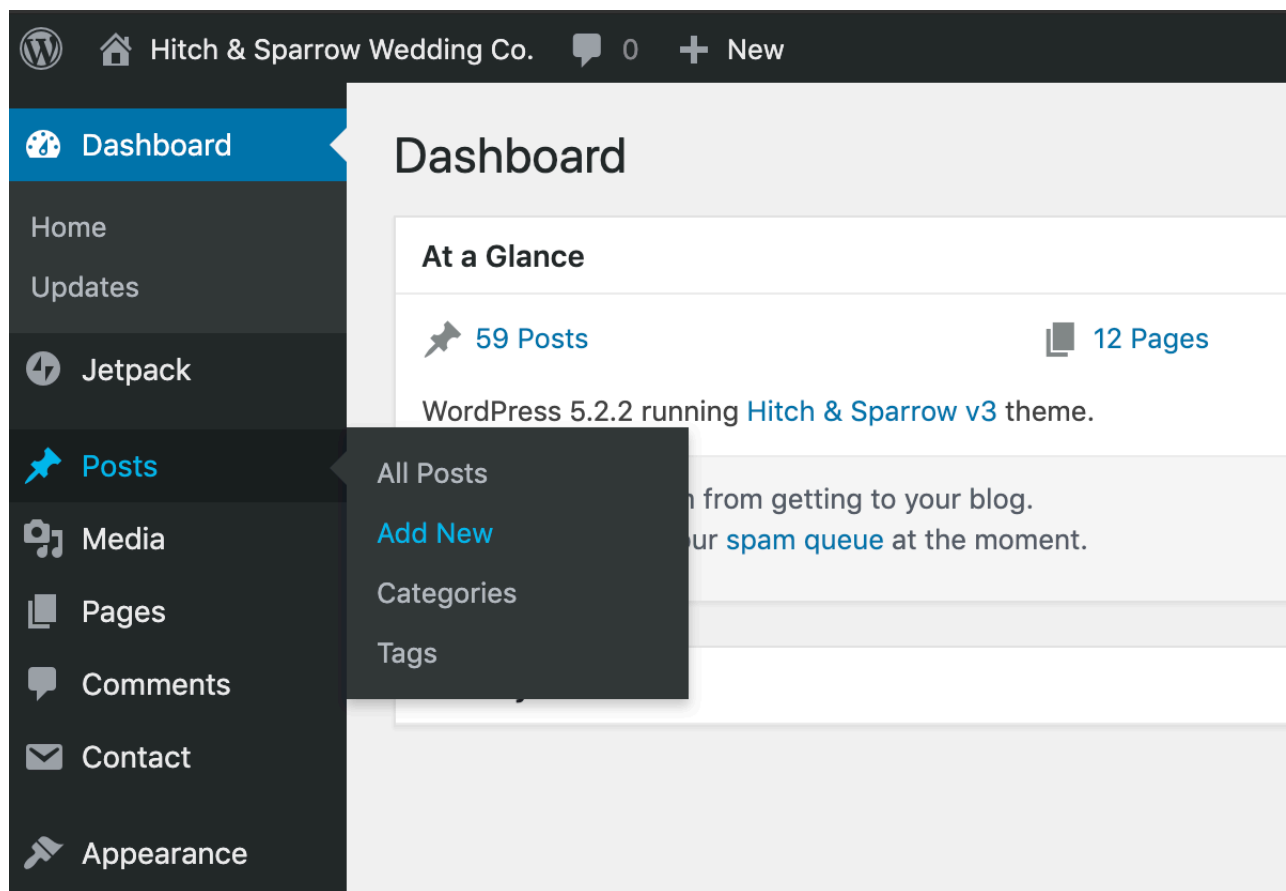 Hitch & Sparrow Wedding Co. 0 New
Dashboard
Home
Updates
Jetpack
Posts
Media
Pages
Comments
Contact
Appearance
All Posts
Add New
Categories
Tags
Dashboard
At a Glance
59 Posts 12 Pages
WordPress 5.2.2 running Hitch & Sparrow v3 theme.
from getting to your blog.
spam queue at the moment.